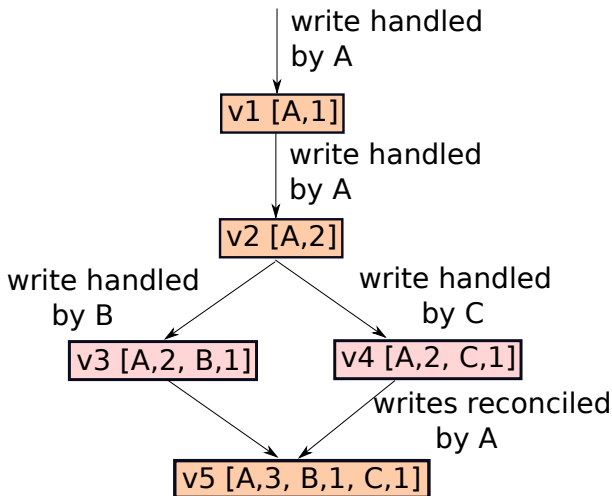 write handled
by A
v1 [A,1]
write handled
by A
v2 [A,2]
write handled
by B
write handled
by C
v3 [A,2, B,1]
v4 [A,2, C,1]
writes reconciled
by A
v5 [A,3, B,1, C,1]